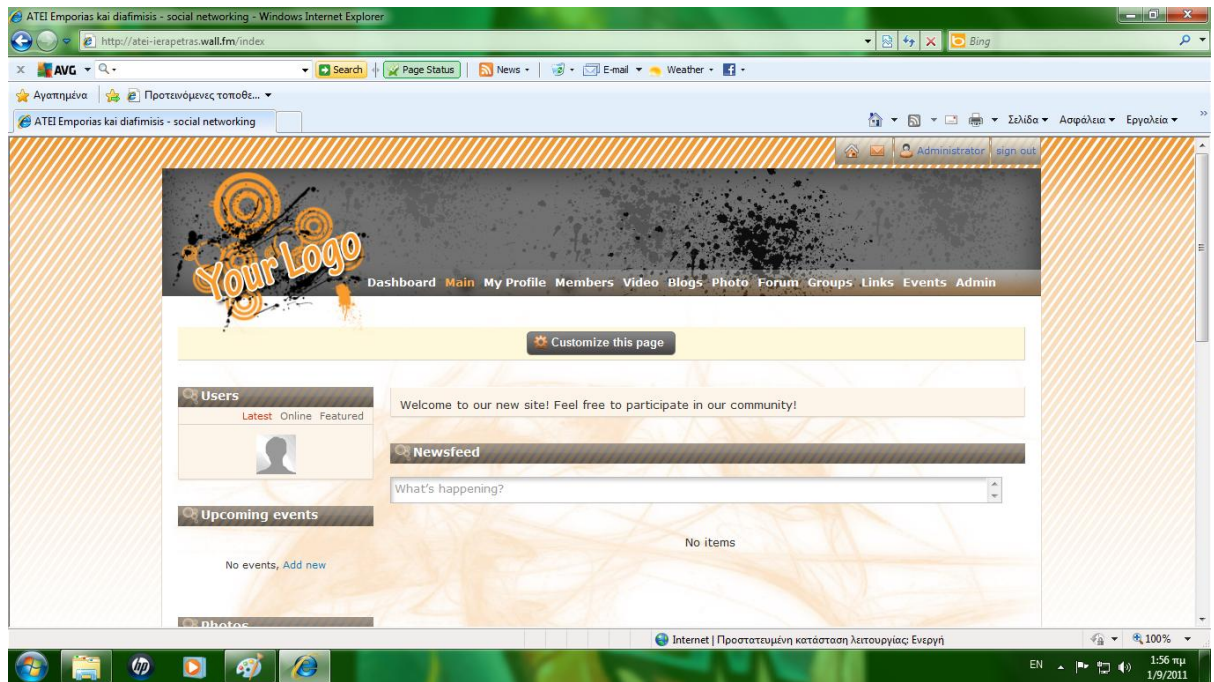 ATEI Emporias kai diafimisis - social networking - Windows Internet Explorer
http://atei-ierapetras.wall.fm/index
Bing
x AVG Search Page Status News E-mail Weather
Αγαπημένα Προτεινόμενες τοποθε...
ATEI Emporias kai diafimisis - social networking Σελίδα Ασφάλεια Εργαλεία
Administrator sign out
Your Logo
Dashboard Main My Profile Members Video Blogs Photo Forum Groups Links Events Admin
Customize this page
Users
Latest Online Featured
Welcome to our new site! Feel free to participate in our community!
Newsfeed
What's happening?
No items
Upcoming events
No events, Add new
Photos
Internet | Προστατευμένη κατάσταση λειτουργίας: Ενεργή 100%
hp
EN 1:56 πμ
1/9/2011